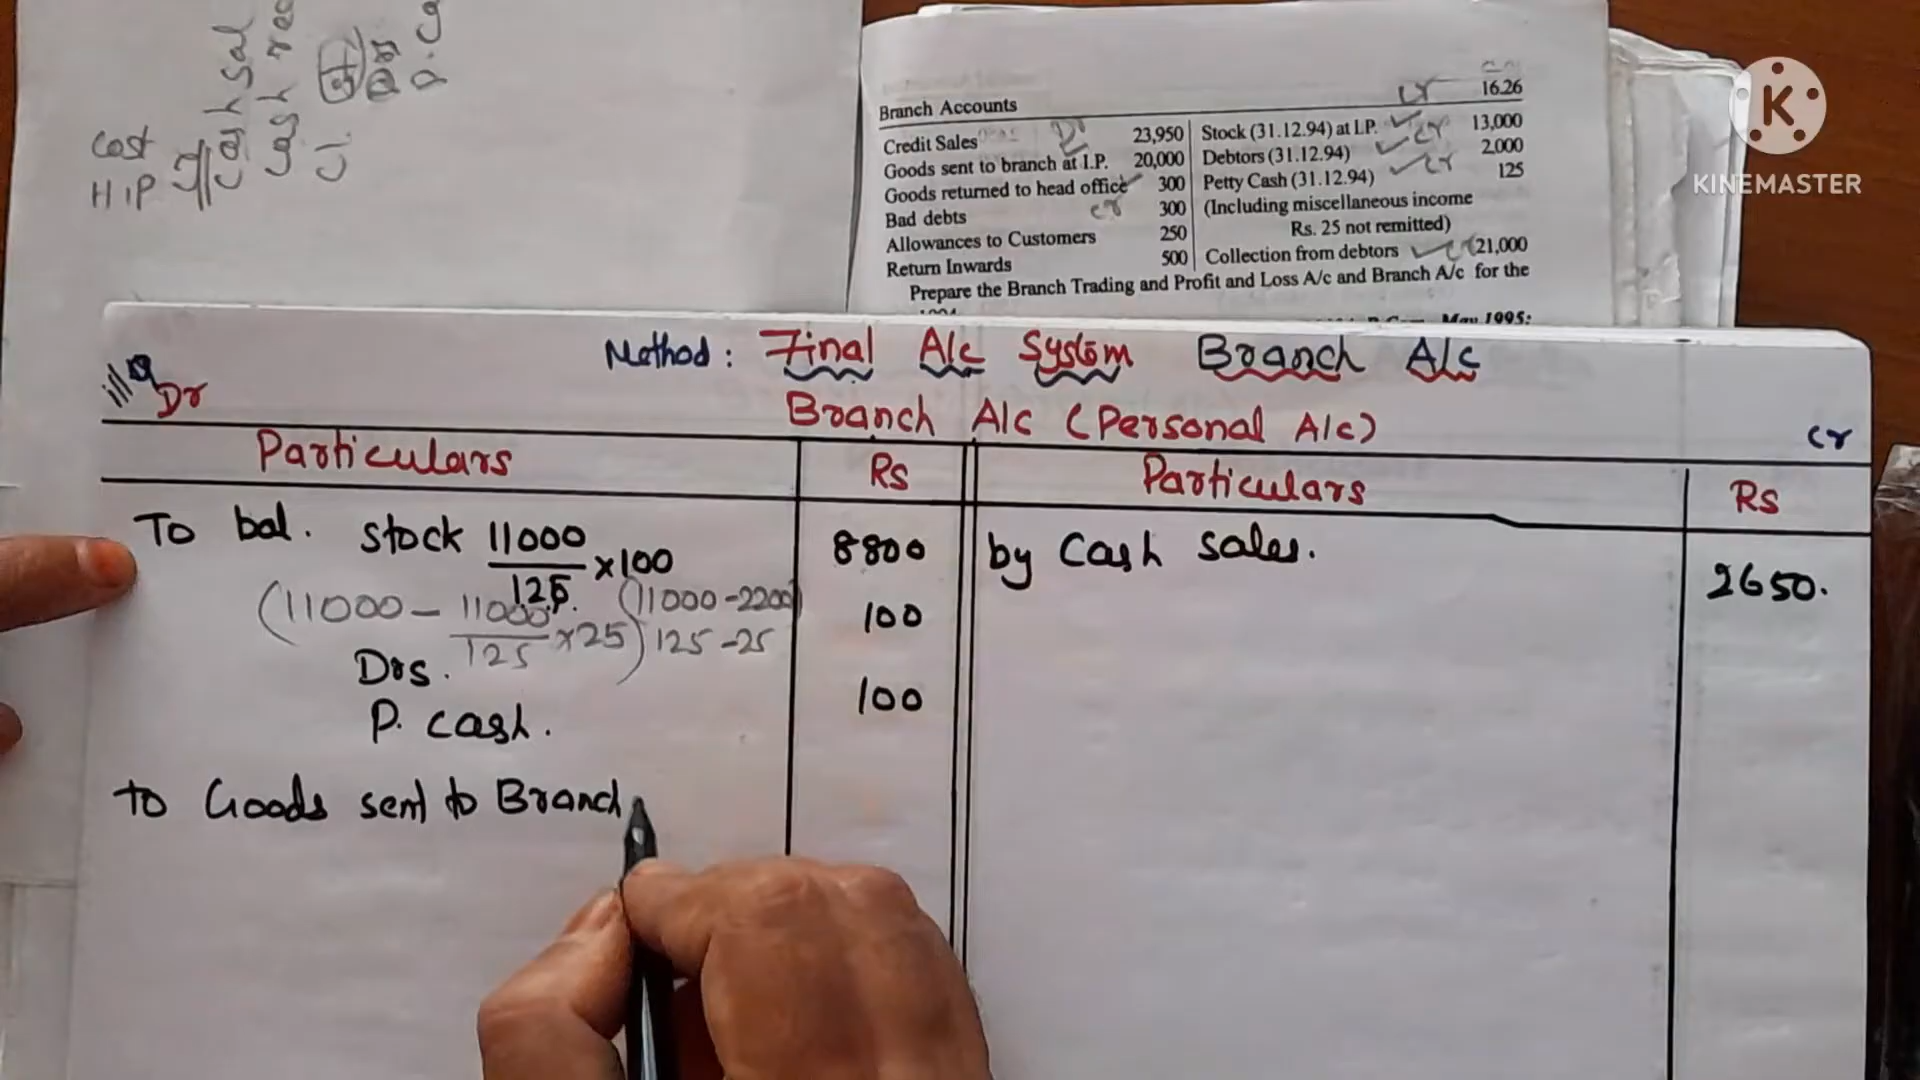 Cost
HIP
Branch Accounts
16.26
Credit Sales 23,950
Goods sent to branch at I.P. 20,000
Goods returned to head office 300
Bad debts 300
Allowances to Customers 250
Return Inwards 500
Stock (31.12.94) at I.P. 13,000
Debtors (31.12.94) 2,000
Petty Cash (31.12.94) 125
(Including miscellaneous income
Rs. 25 not remitted)
Collection from debtors 21,000
Prepare the Branch Trading and Profit and Loss A/c and Branch A/c for the
May 1995:
K
KINEMASTER
Method: Final A/c System Branch A/c
Dr Branch A/c (Personal A/c) Cr
Particulars Rs Particulars Rs
To bal. Stock 11000/125 ×100 8800
(11000 - 11000/125 ×25) (11000-2200) 125-25
Drs. 100
P. cash. 100
to Goods sent to Branch
by Cash sales. 2650.